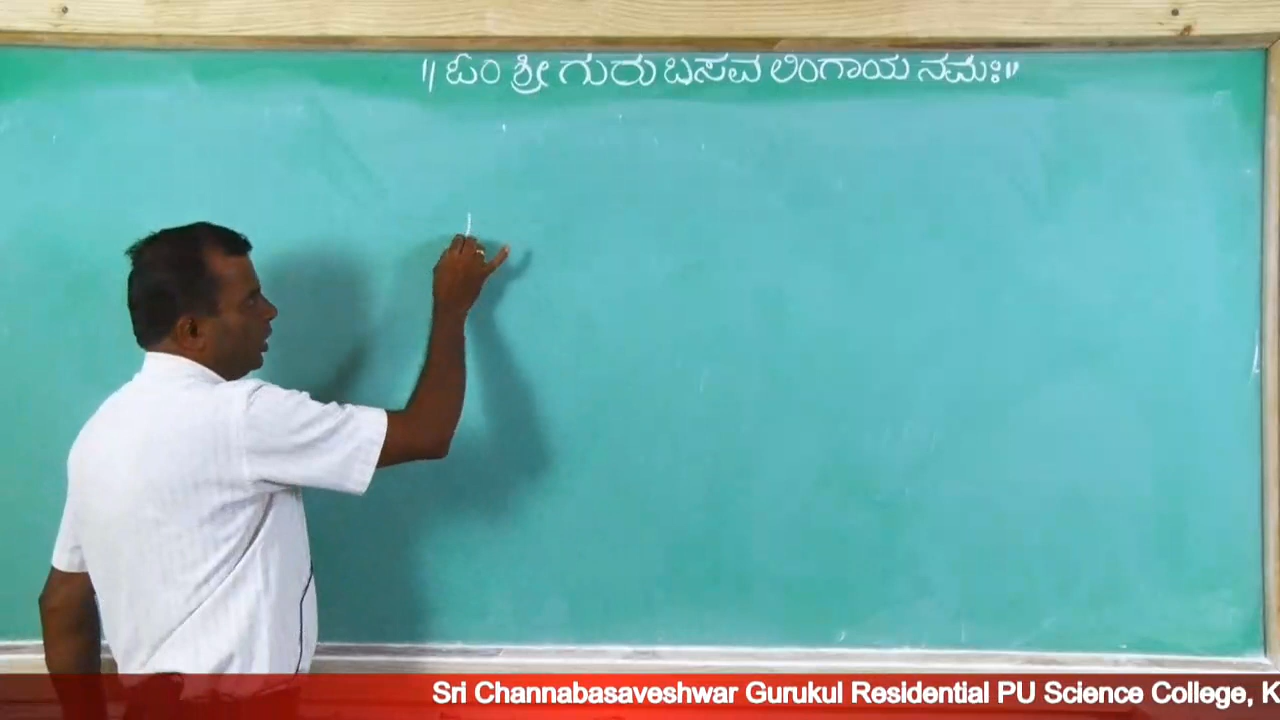 ॥ ಓಂ ಶ್ರೀ ಗುರು ಬಸವ ಲಿಂಗಾಯ ನಮಃ॥
Sri Channabasaveshwar Gurukul Residential PU Science College, K